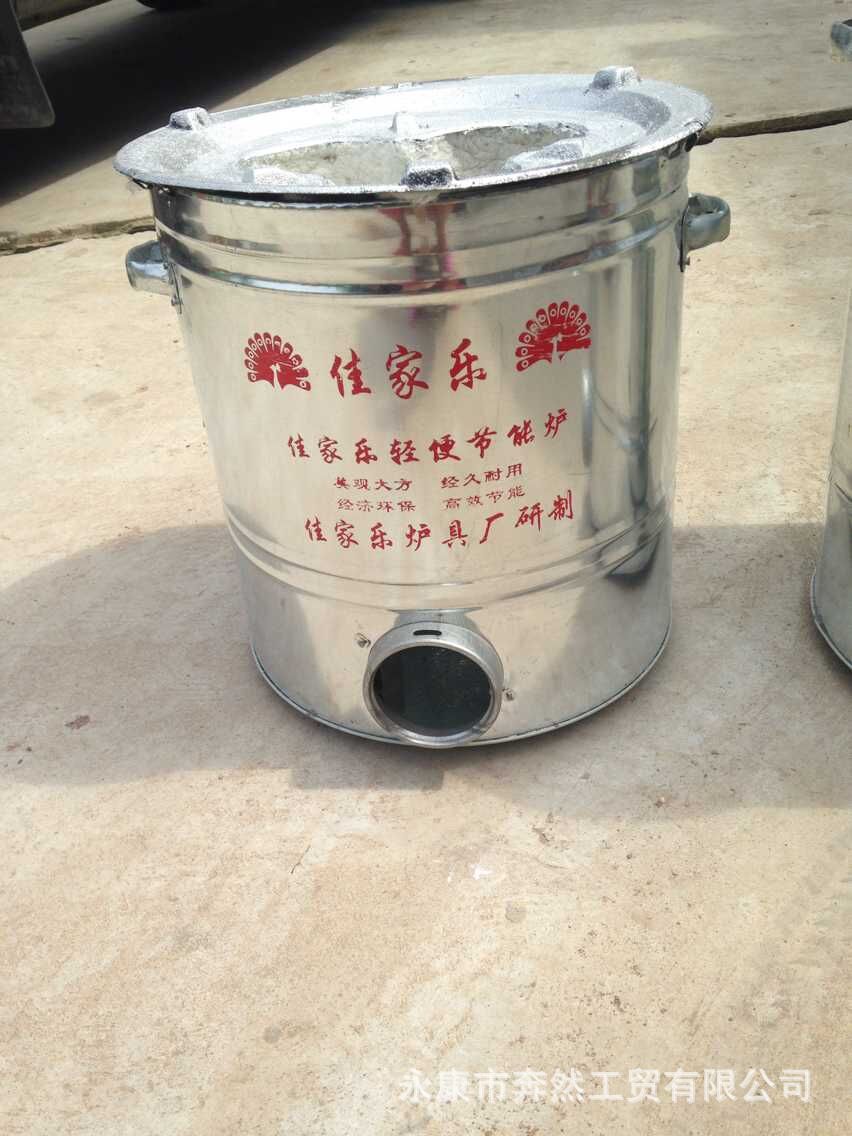 佳家乐
佳家乐轻便节能炉
美观大方 经久耐用
经济环保 高效节能
佳家乐炉具厂研制
永康市奔然工贸有限公司